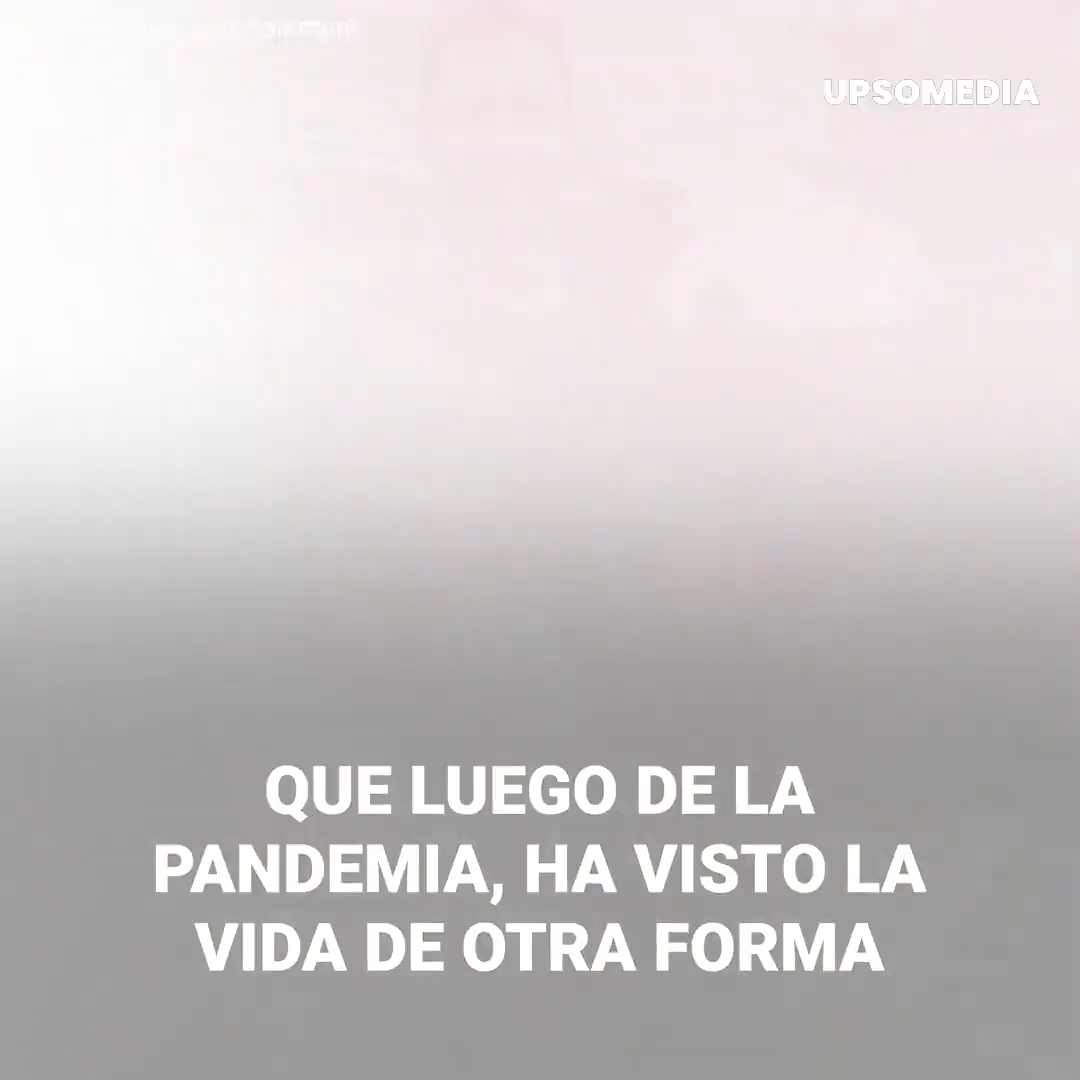 UPSOMEDIA
QUE LUEGO DE LA
PANDEMIA, HA VISTO LA
VIDA DE OTRA FORMA